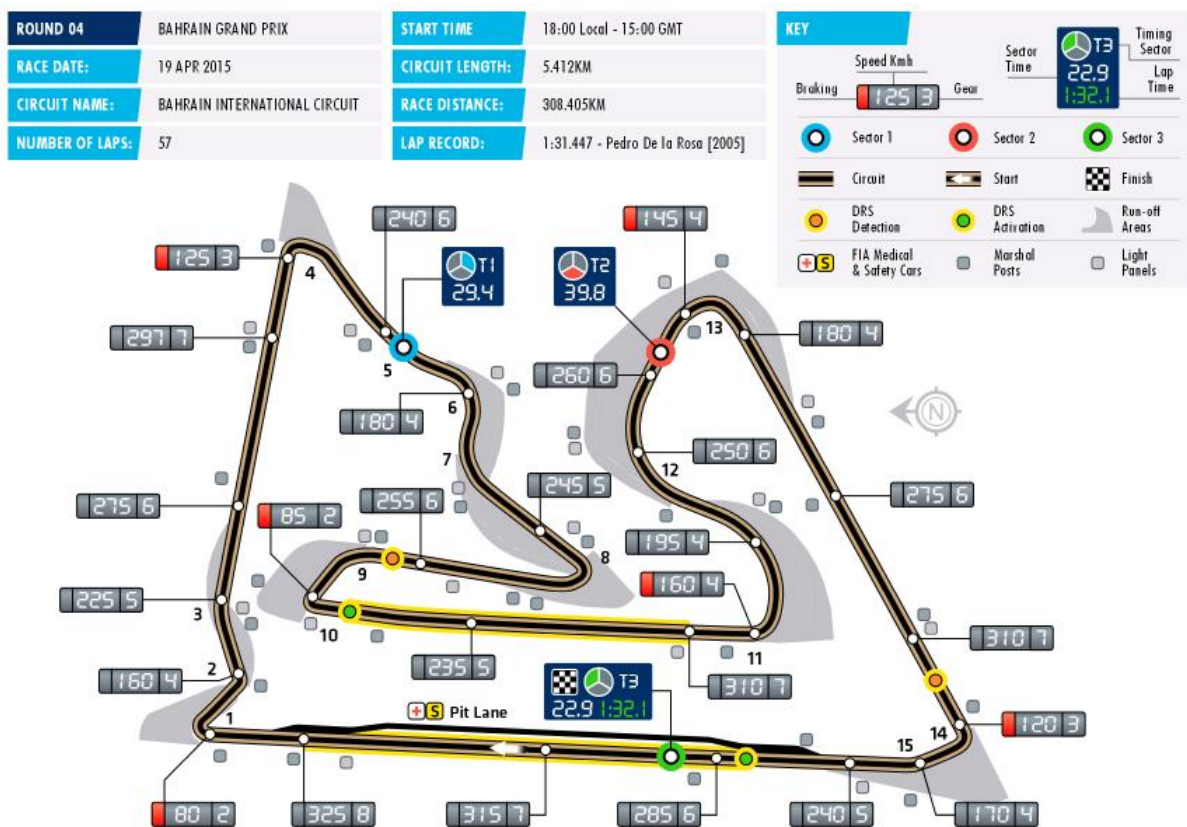 ROUND 04 BAHRAIN GRAND PRIX
RACE DATE: 19 APR 2015
CIRCUIT NAME: BAHRAIN INTERNATIONAL CIRCUIT
NUMBER OF LAPS: 57
START TIME 18:00 Local - 15:00 GMT
CIRCUIT LENGTH: 5.412KM
RACE DISTANCE: 308.405KM
LAP RECORD: 1:31.447 - Pedro De la Rosa [2005]
KEY
Speed Kmh
Braking 125 3 Gear
Sector Time
T3
22.9
1:32.1
Timing Sector
Lap Time
Sector 1 Sector 2 Sector 3
Circuit Start Finish
DRS Detection DRS Activation Run-off Areas
S FIA Medical & Safety Cars Marshal Posts Light Panels
240 6
145 4
125 3
4
T1
29.4
T2
39.8
13
297 7
180 4
5
260 6
6
180 4
N
7
12
250 6
245 5
255 6
275 6
275 6
85 2
195 4
8
9
225 5
3
160 4
10
11
310 7
235 5
310 7
2
160 4
T3
22.9 1:32.1
S Pit Lane
1
14
120 3
15
80 2
325 8
315 7
285 6
240 5
170 4